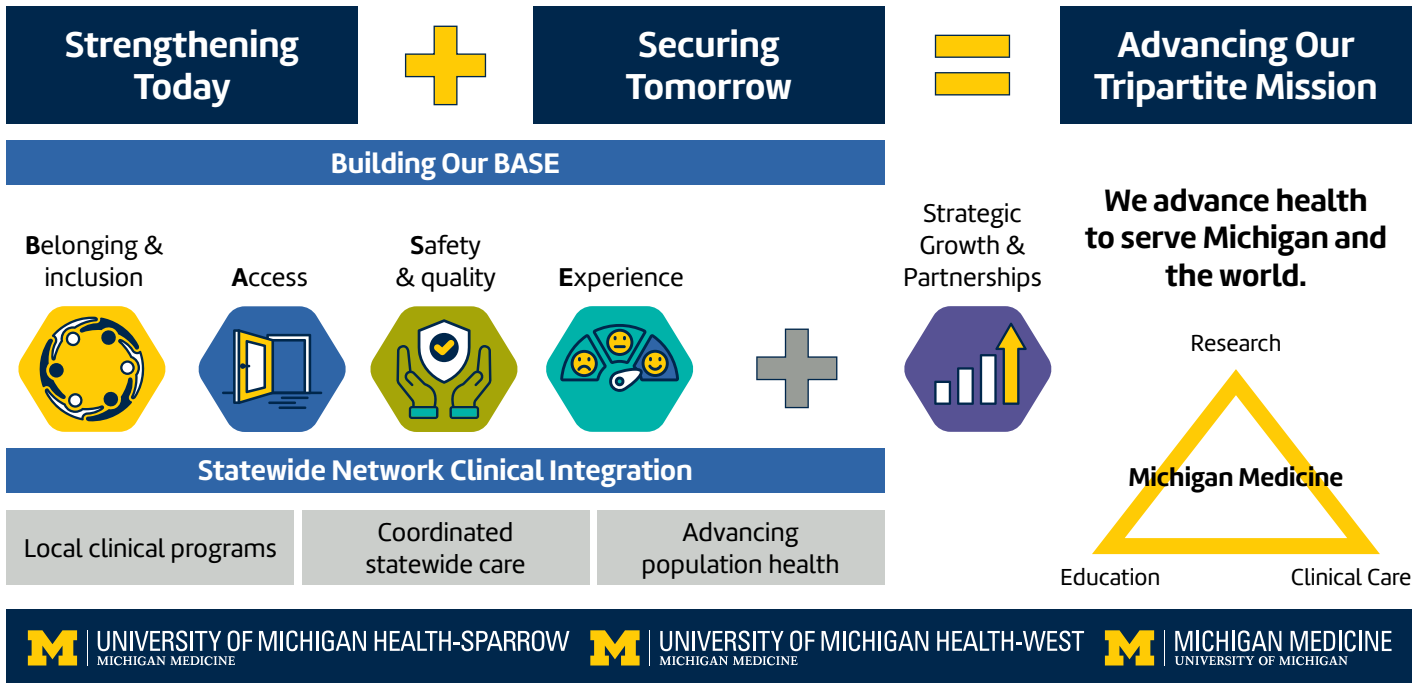 Strengthening
Today
Securing
Tomorrow
Advancing Our
Tripartite Mission
Building Our BASE
Belonging &
inclusion
Access
Safety
& quality
Experience
Strategic
Growth &
Partnerships
We advance health
to serve Michigan and
the world.
Research
Michigan Medicine
Education
Clinical Care
Statewide Network Clinical Integration
Local clinical programs
Coordinated
statewide care
Advancing
population health
M UNIVERSITY OF MICHIGAN HEALTH-SPARROW
MICHIGAN MEDICINE
M UNIVERSITY OF MICHIGAN HEALTH-WEST
MICHIGAN MEDICINE
M MICHIGAN MEDICINE
UNIVERSITY OF MICHIGAN